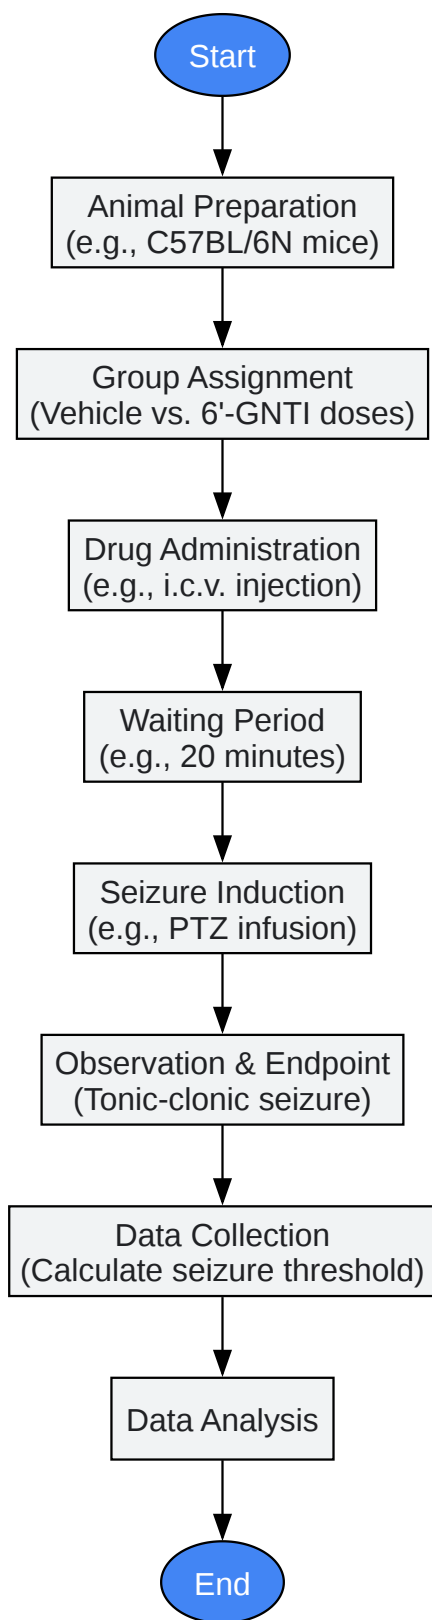 Start
Animal Preparation
(e.g., C57BL/6N mice)
Group Assignment
(Vehicle vs. 6'-GNTI doses)
Drug Administration
(e.g., i.c.v. injection)
Waiting Period
(e.g., 20 minutes)
Seizure Induction
(e.g., PTZ infusion)
Observation & Endpoint
(Tonic-clonic seizure)
Data Collection
(Calculate seizure threshold)
Data Analysis
End